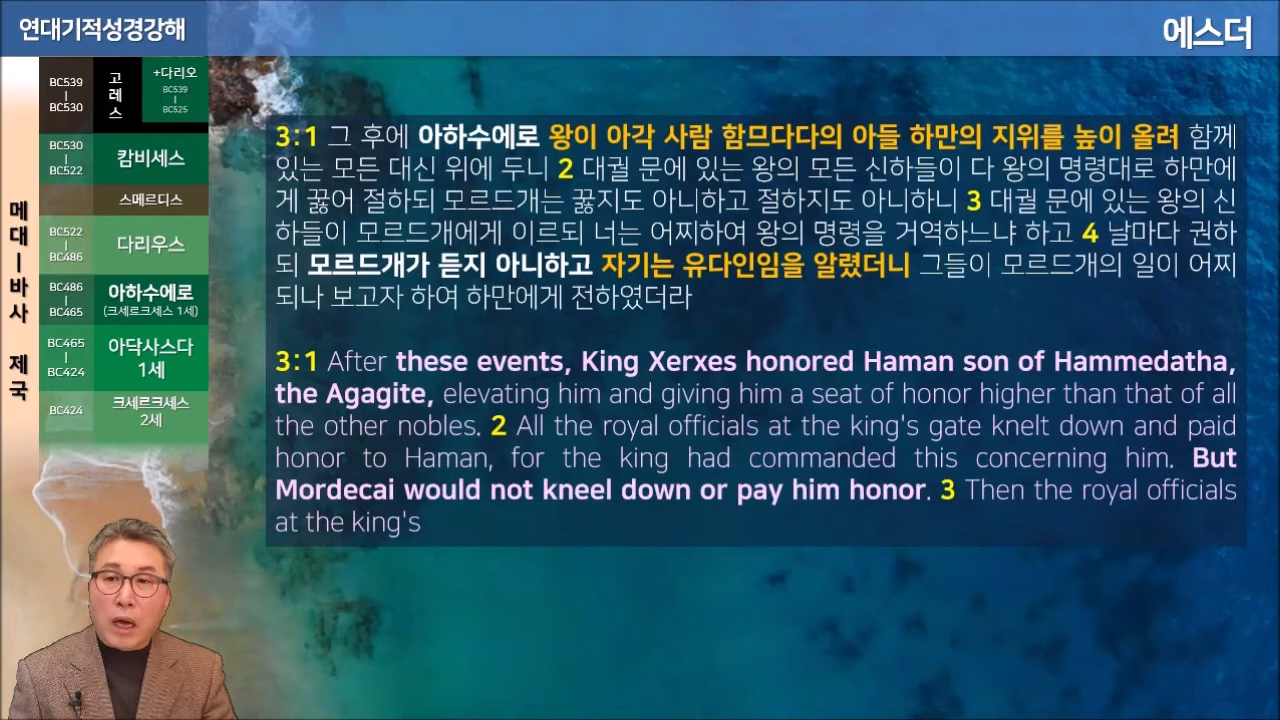 연대기적성경강해
에스더
BC539
|
BC530
고
레
스
+다리오
BC539
|
BC525
BC530
|
BC522
캄비세스
스메르디스
BC522
|
BC486
다리우스
BC486
|
BC465
아하수에로
(크세르크세스 1세)
BC465
|
BC424
아닥사스다
1세
BC424
크세르크세스
2세
메
대
ㅡ
바
사
제
국
3:1 그 후에 아하수에로 왕이 아각 사람 함므다다의 아들 하만의 지위를 높이 올려 함께
있는 모든 대신 위에 두니 2 대궐 문에 있는 왕의 모든 신하들이 다 왕의 명령대로 하만에
게 꿇어 절하되 모르드개는 꿇지도 아니하고 절하지도 아니하니 3 대궐 문에 있는 왕의 신
하들이 모르드개에게 이르되 너는 어찌하여 왕의 명령을 거역하느냐 하고 4 날마다 권하
되 모르드개가 듣지 아니하고 자기는 유다인임을 알렸더니 그들이 모르드개의 일이 어찌
되나 보고자 하여 하만에게 전하였더라
3:1 After these events, King Xerxes honored Haman son of Hammedatha,
the Agagite, elevating him and giving him a seat of honor higher than that of all
the other nobles. 2 All the royal officials at the king's gate knelt down and paid
honor to Haman, for the king had commanded this concerning him. But
Mordecai would not kneel down or pay him honor. 3 Then the royal officials
at the king's